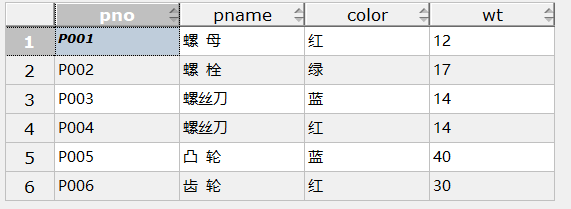 pno pname color wt
1 P001 螺 母 红 12
2 P002 螺 栓 绿 17
3 P003 螺丝刀 蓝 14
4 P004 螺丝刀 红 14
5 P005 凸 轮 蓝 40
6 P006 齿 轮 红 30